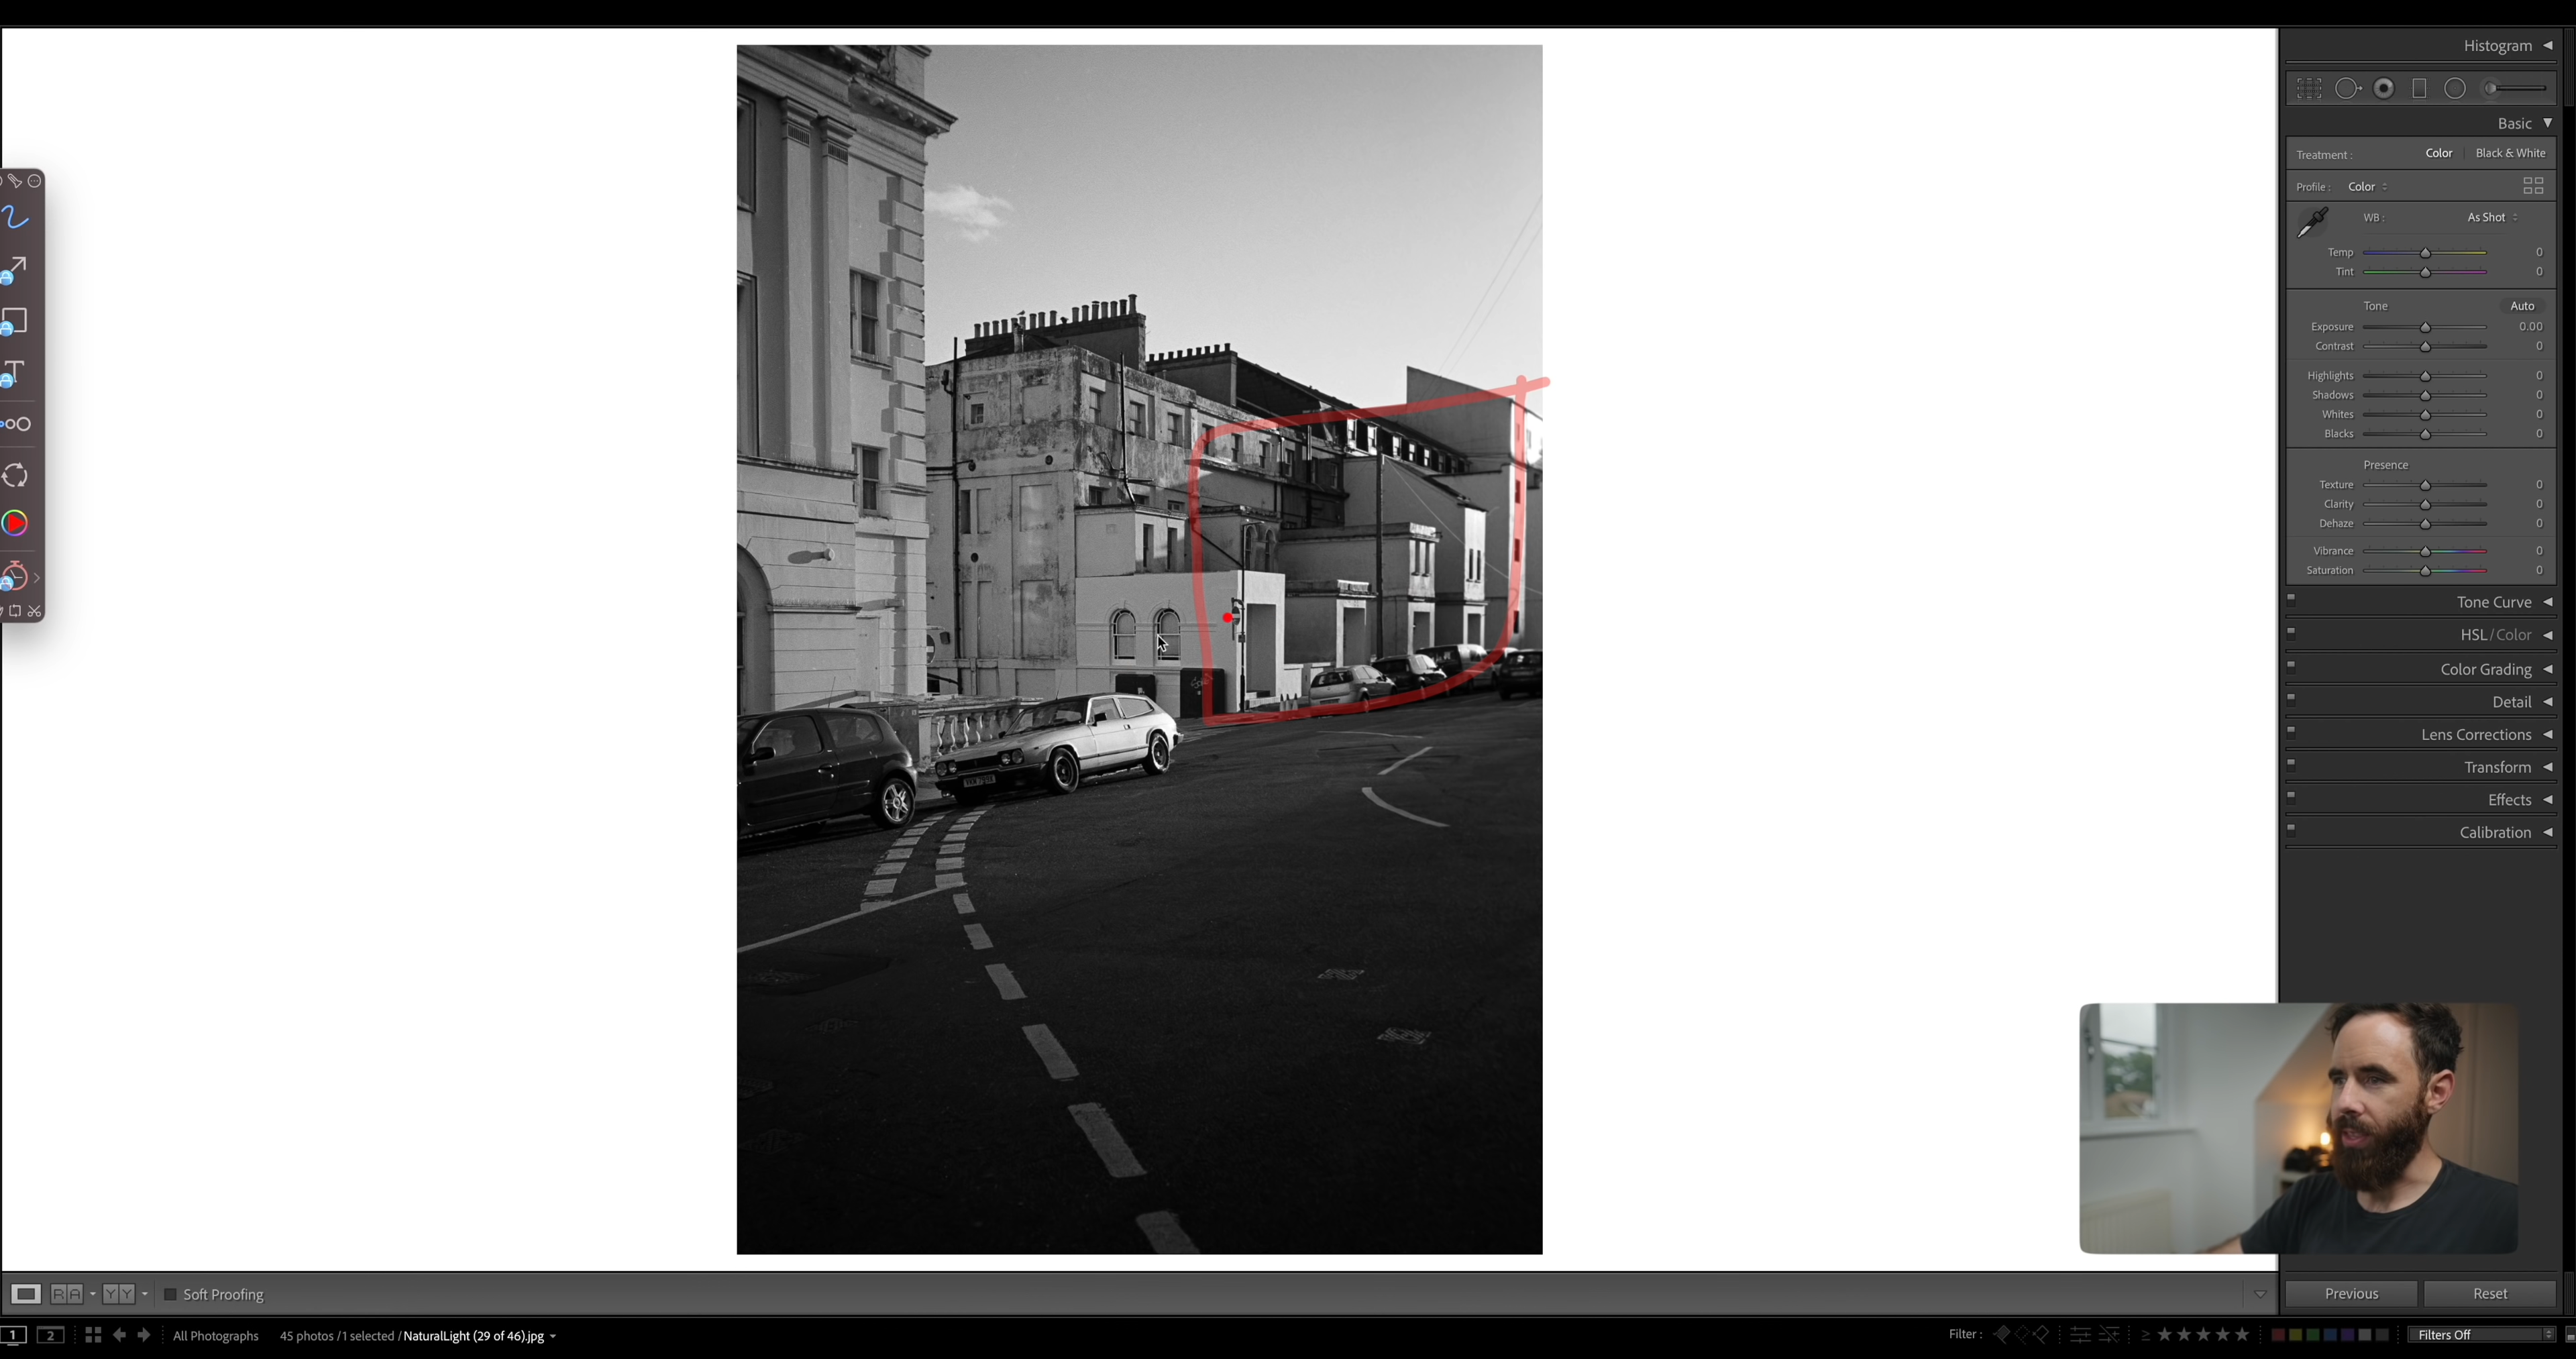 Histogram
Basic
Treatment : Color Black & White
Profile : Color
WB : As Shot
Temp 0
Tint 0
Tone Auto
Exposure 0.00
Contrast 0
Highlights 0
Shadows 0
Whites 0
Blacks 0
Presence
Texture 0
Clarity 0
Dehaze 0
Vibrance 0
Saturation 0
Tone Curve
HSL / Color
Color Grading
Detail
Lens Corrections
Transform
Effects
Calibration
R A Y Y Soft Proofing
Previous Reset
1 2 All Photographs 45 photos / 1 selected / NaturalLight (29 of 46).jpg Filter : ≥ ★ ★ ★ ★ ★ Filters Off